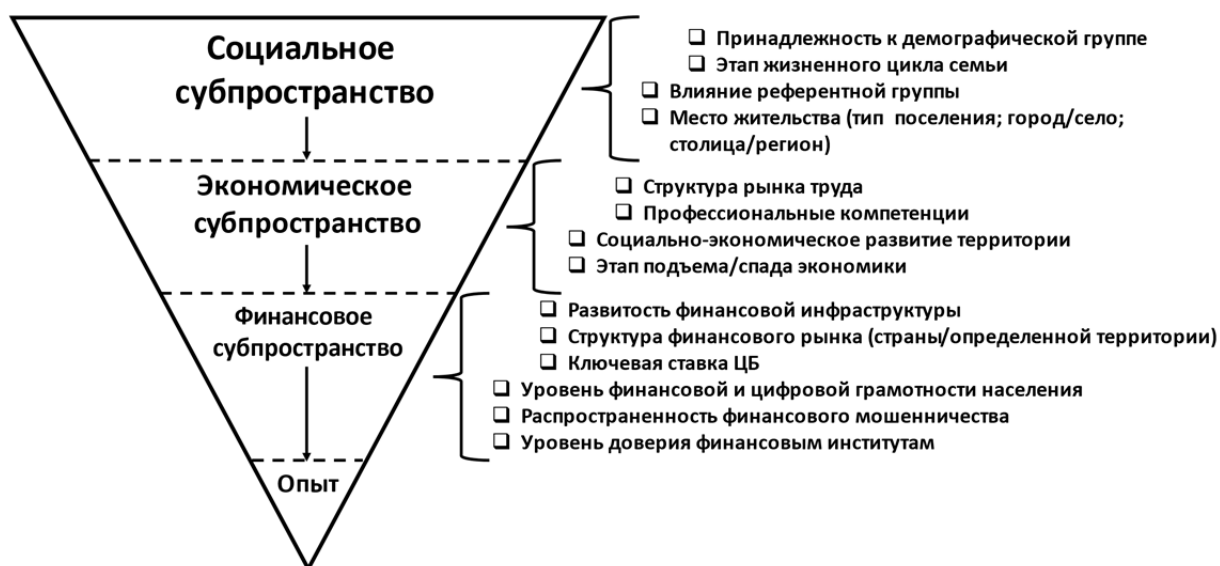 Социальное
субпространство
❑ Принадлежность к демографической группе
❑ Этап жизненного цикла семьи
❑ Влияние референтной группы
❑ Место жительства (тип поселения; город/село;
столица/регион)
Экономическое
субпространство
❑ Структура рынка труда
❑ Профессиональные компетенции
❑ Социально-экономическое развитие территории
❑ Этап подъема/спада экономики
Финансовое
субпространство
❑ Развитость финансовой инфраструктуры
❑ Структура финансового рынка (страны/определенной территории)
❑ Ключевая ставка ЦБ
❑ Уровень финансовой и цифровой грамотности населения
❑ Распространенность финансового мошенничества
❑ Уровень доверия финансовым институтам
Опыт